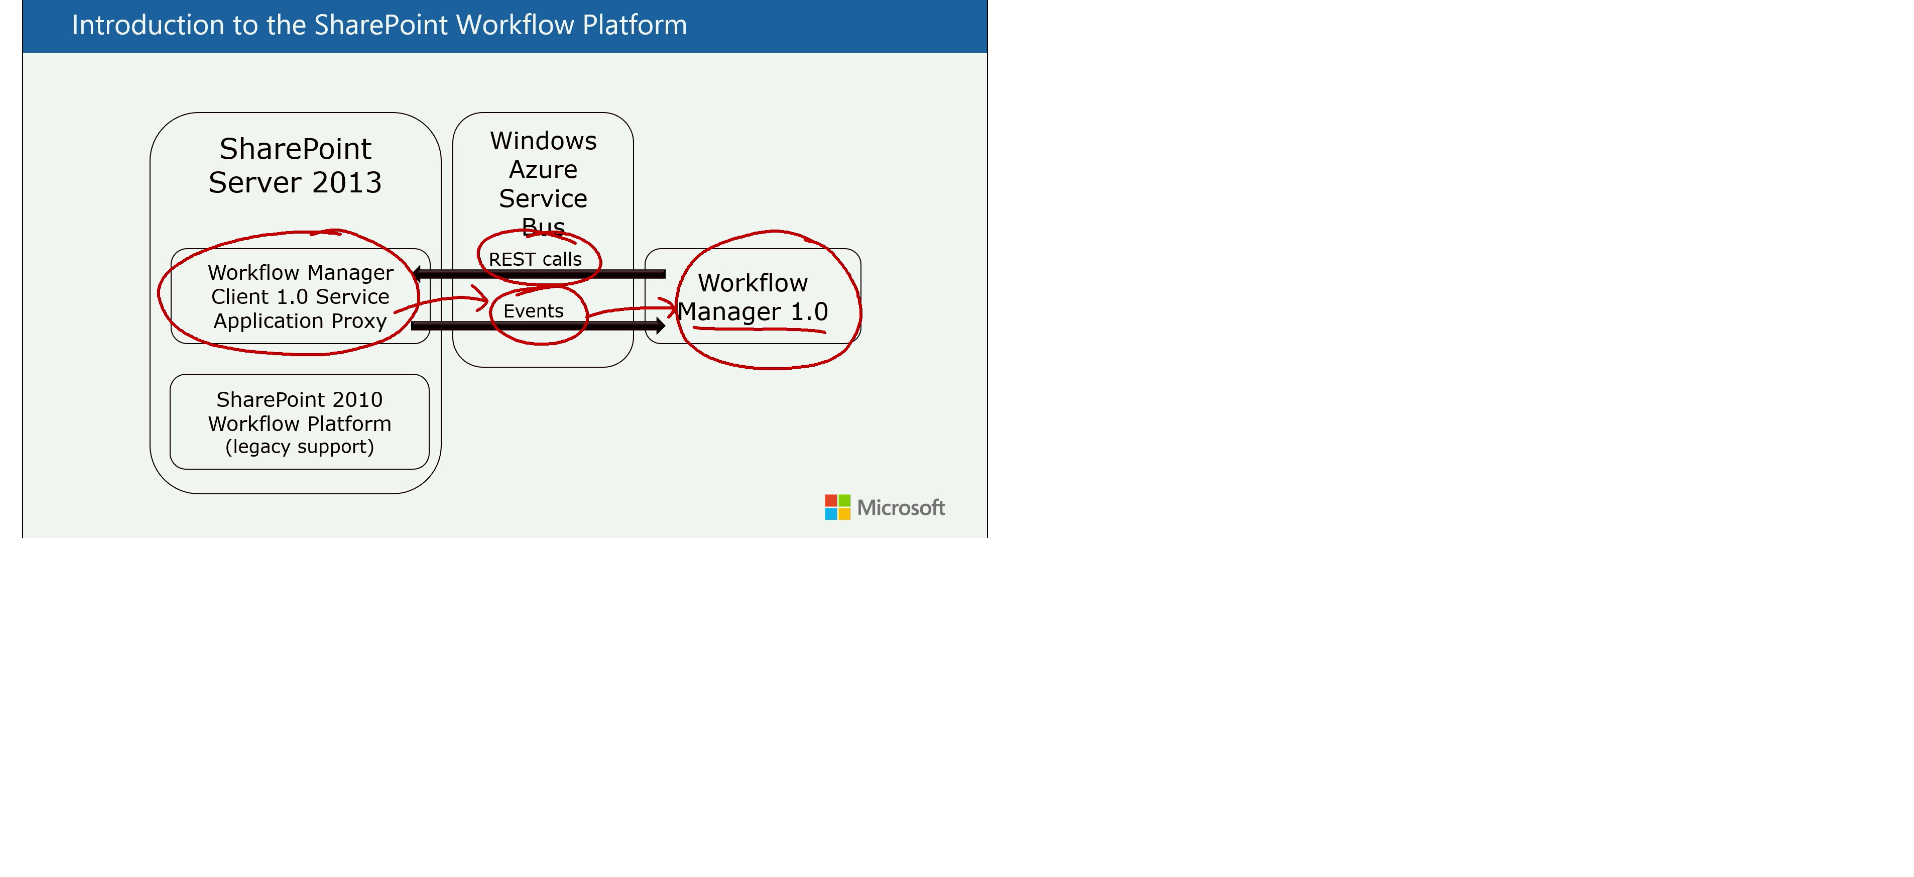 Introduction to the SharePoint Workflow Platform
SharePoint
Server 2013
Windows
Azure
Service
Bus
REST calls
Events
Workflow Manager
Client 1.0 Service
Application Proxy
Workflow
Manager 1.0
SharePoint 2010
Workflow Platform
(legacy support)
Microsoft